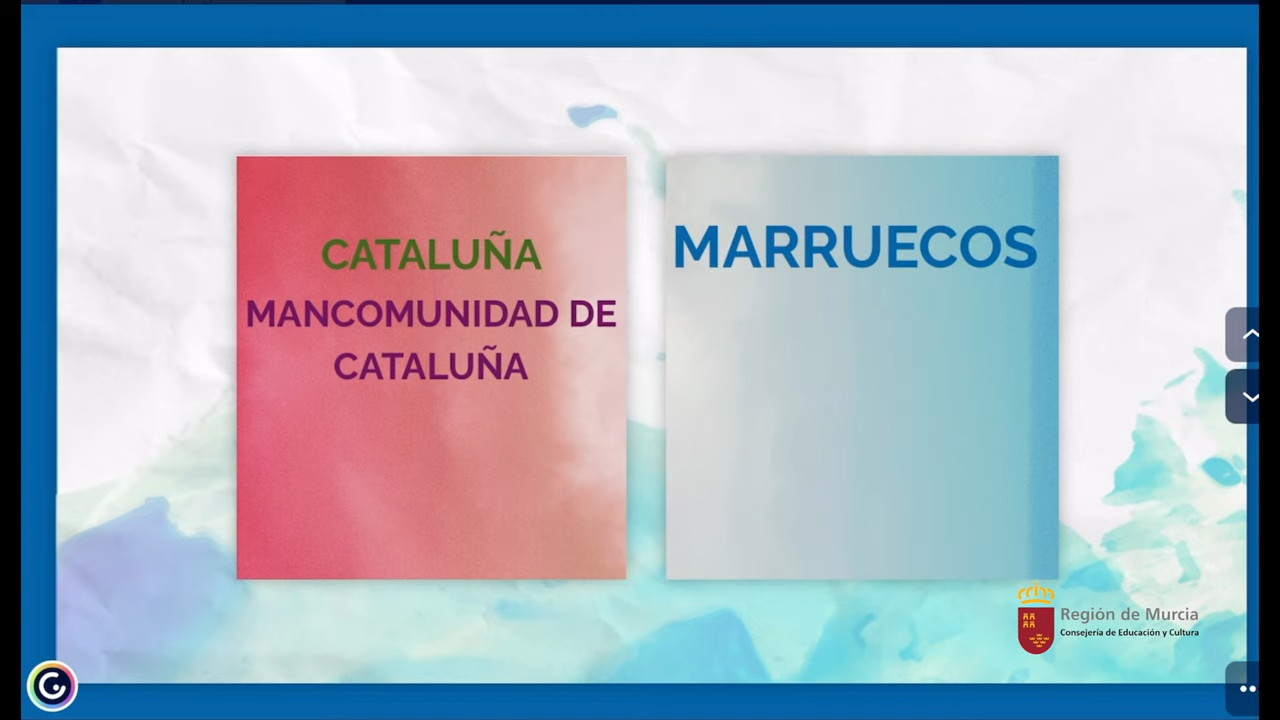 CATALUÑA
MANCOMUNIDAD DE
CATALUÑA
MARRUECOS
Región de Murcia
Consejería de Educación y Cultura